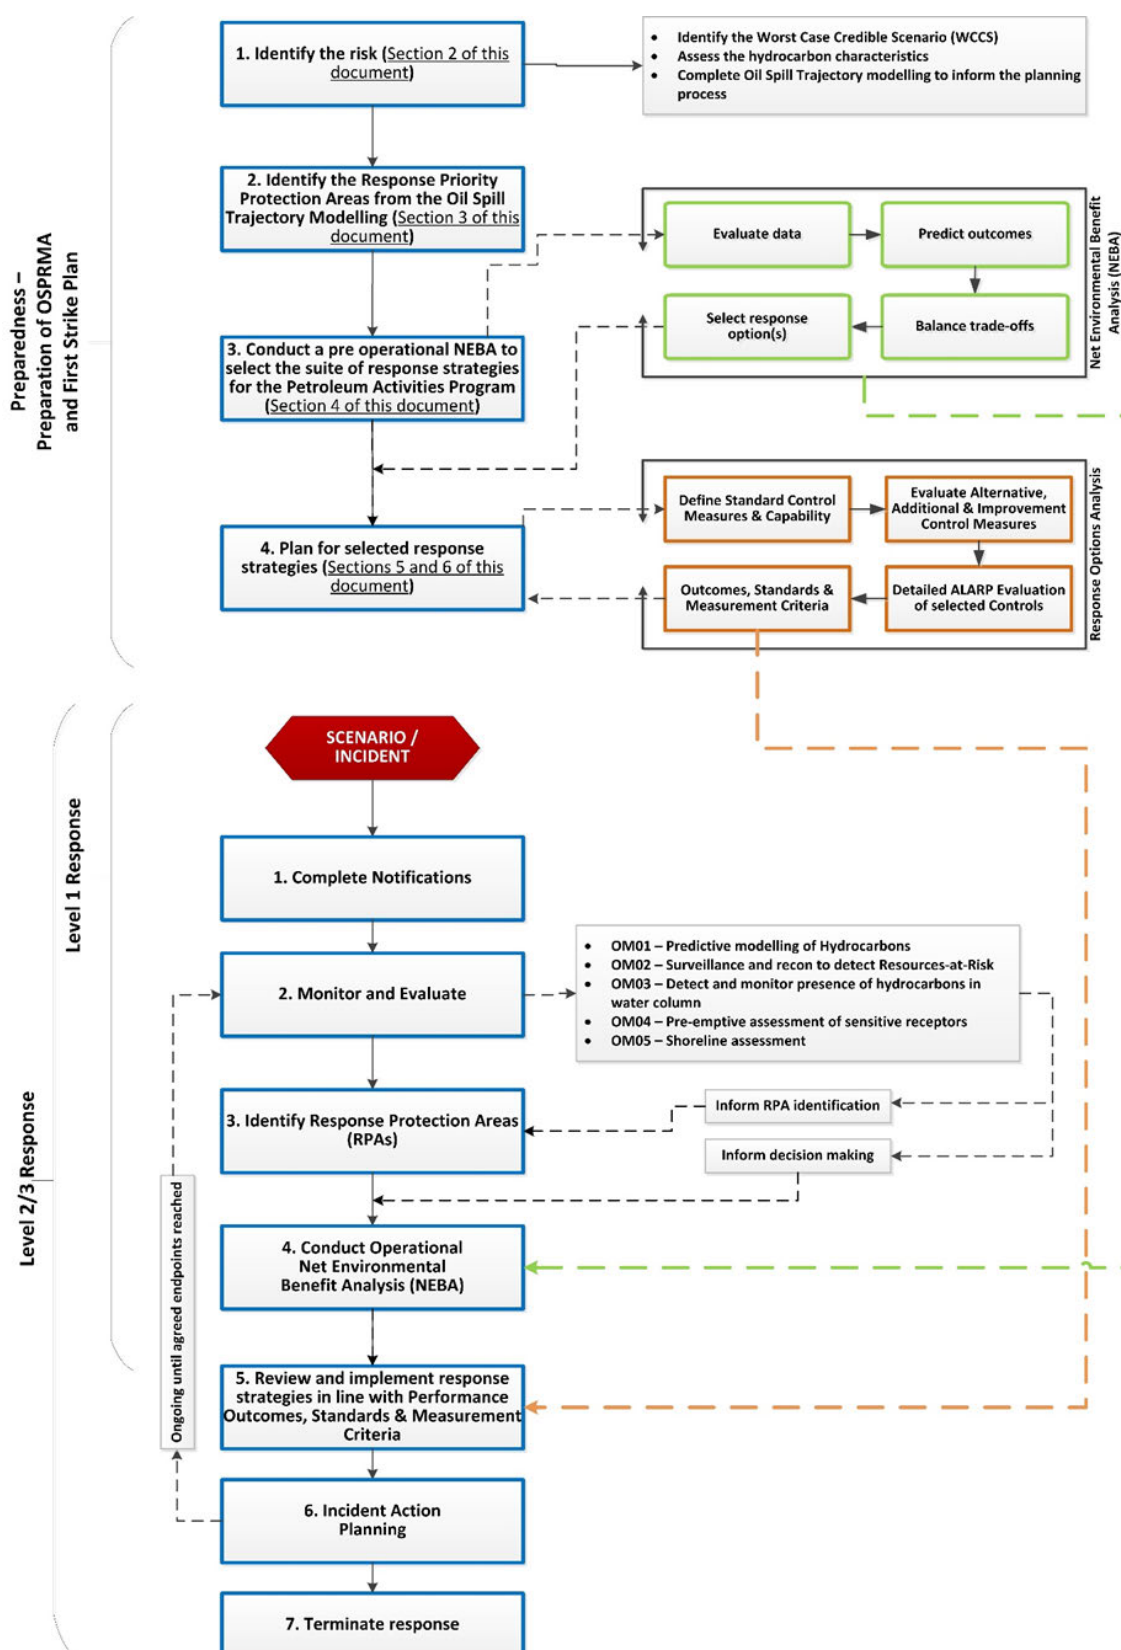 Preparedness –
Preparation of OSPRMA
and First Strike Plan
1. Identify the risk (Section 2 of this
document)
• Identify the Worst Case Credible Scenario (WCCS)
• Assess the hydrocarbon characteristics
• Complete Oil Spill Trajectory modelling to inform the planning
process
2. Identify the Response Priority
Protection Areas from the Oil Spill
Trajectory Modelling (Section 3 of this
document)
Evaluate data
Predict outcomes
Select response
option(s)
Balance trade-offs
Net Environmental Benefit
Analysis (NEBA)
3. Conduct a pre operational NEBA to
select the suite of response strategies
for the Petroleum Activities Program
(Section 4 of this document)
Define Standard Control
Measures & Capability
Evaluate Alternative,
Additional & Improvement
Control Measures
Outcomes, Standards &
Measurement Criteria
Detailed ALARP Evaluation
of selected Controls
Response Options Analysis
4. Plan for selected response
strategies (Sections 5 and 6 of this
document)
Level 2/3 Response
Level 1 Response
SCENARIO /
INCIDENT
1. Complete Notifications
2. Monitor and Evaluate
• OM01 – Predictive modelling of Hydrocarbons
• OM02 – Surveillance and recon to detect Resources-at-Risk
• OM03 – Detect and monitor presence of hydrocarbons in
water column
• OM04 – Pre-emptive assessment of sensitive receptors
• OM05 – Shoreline assessment
Inform RPA identification
3. Identify Response Protection Areas
(RPAs)
Inform decision making
4. Conduct Operational
Net Environmental
Benefit Analysis (NEBA)
Ongoing until agreed endpoints reached
5. Review and implement response
strategies in line with Performance
Outcomes, Standards & Measurement
Criteria
6. Incident Action
Planning
7. Terminate response